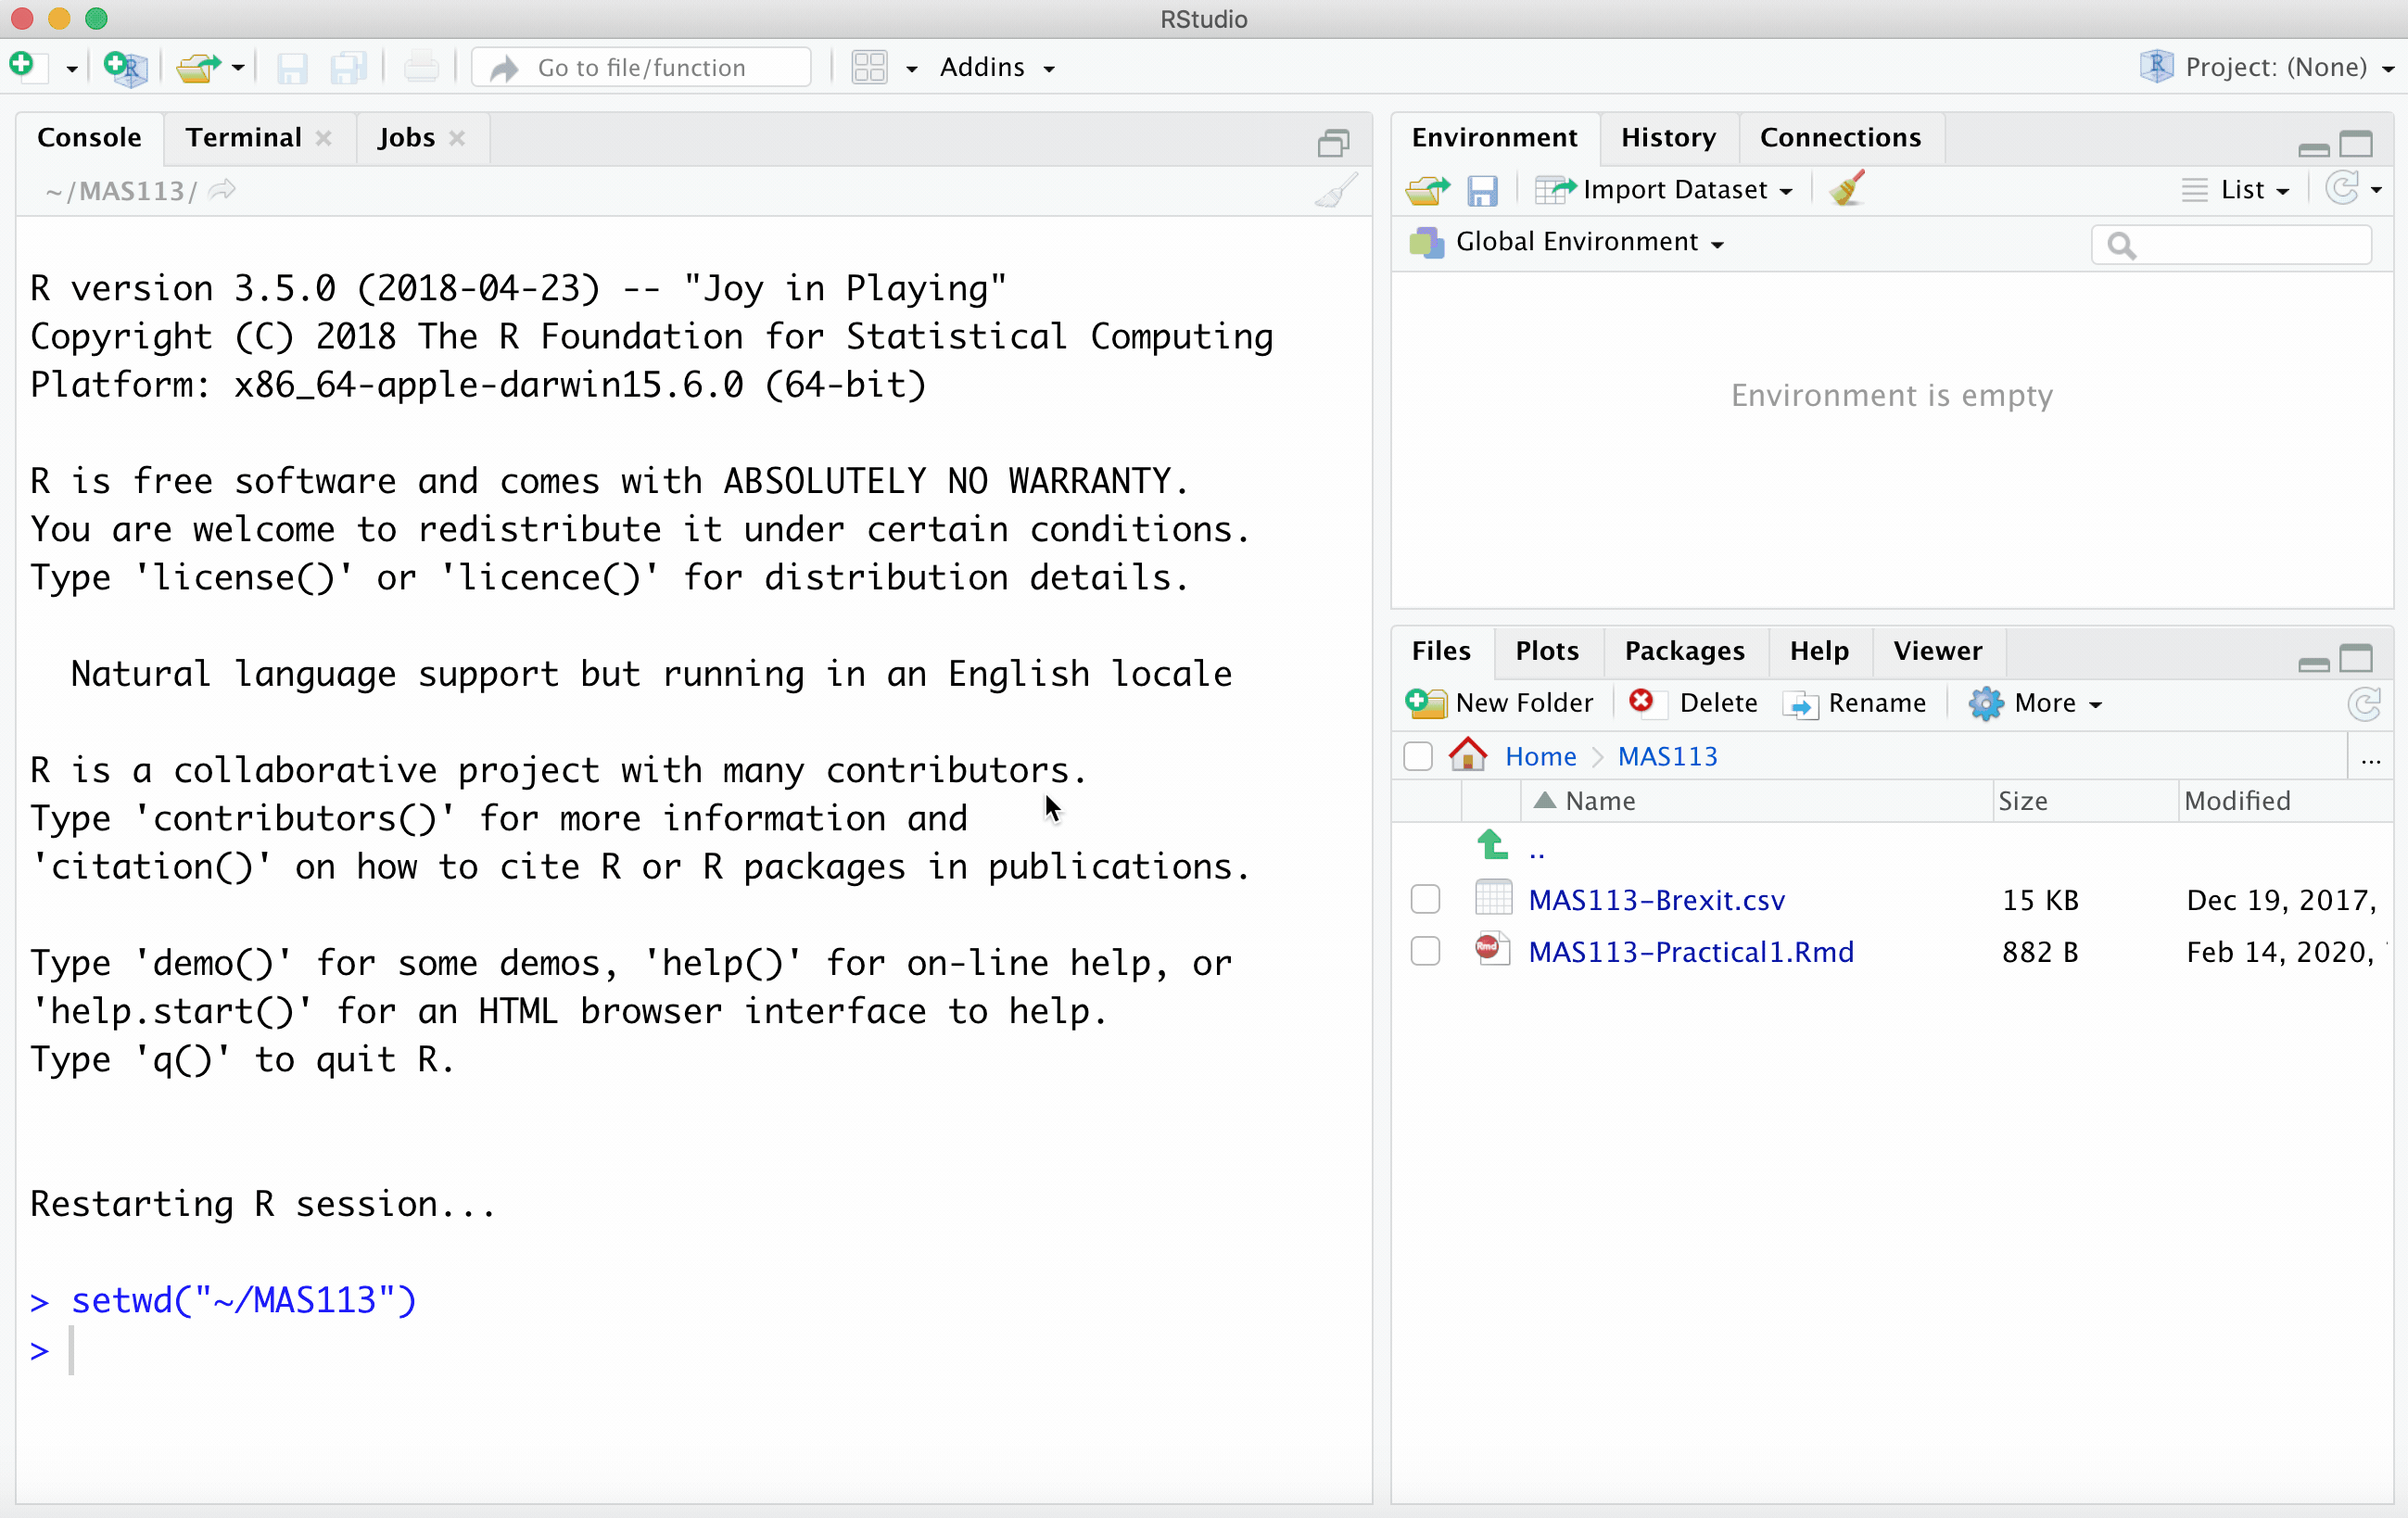 RStudio
Go to file/function
Addins
Project: (None)
Console
Terminal
Jobs
~/MAS113/
R version 3.5.0 (2018-04-23) -- "Joy in Playing"
Copyright (C) 2018 The R Foundation for Statistical Computing
Platform: x86_64-apple-darwin15.6.0 (64-bit)
R is free software and comes with ABSOLUTELY NO WARRANTY.
You are welcome to redistribute it under certain conditions.
Type 'license()' or 'licence()' for distribution details.
Natural language support but running in an English locale
R is a collaborative project with many contributors.
Type 'contributors()' for more information and
'citation()' on how to cite R or R packages in publications.
Type 'demo()' for some demos, 'help()' for on-line help, or
'help.start()' for an HTML browser interface to help.
Type 'q()' to quit R.
Restarting R session...
> setwd("~/MAS113")
>
Environment
History
Connections
Import Dataset
List
Global Environment
Environment is empty
Files
Plots
Packages
Help
Viewer
New Folder
Delete
Rename
More
Home
MAS113
...
Name
Size
Modified
..
MAS113-Brexit.csv
15 KB
Dec 19, 2017,
MAS113-Practical1.Rmd
882 B
Feb 14, 2020,